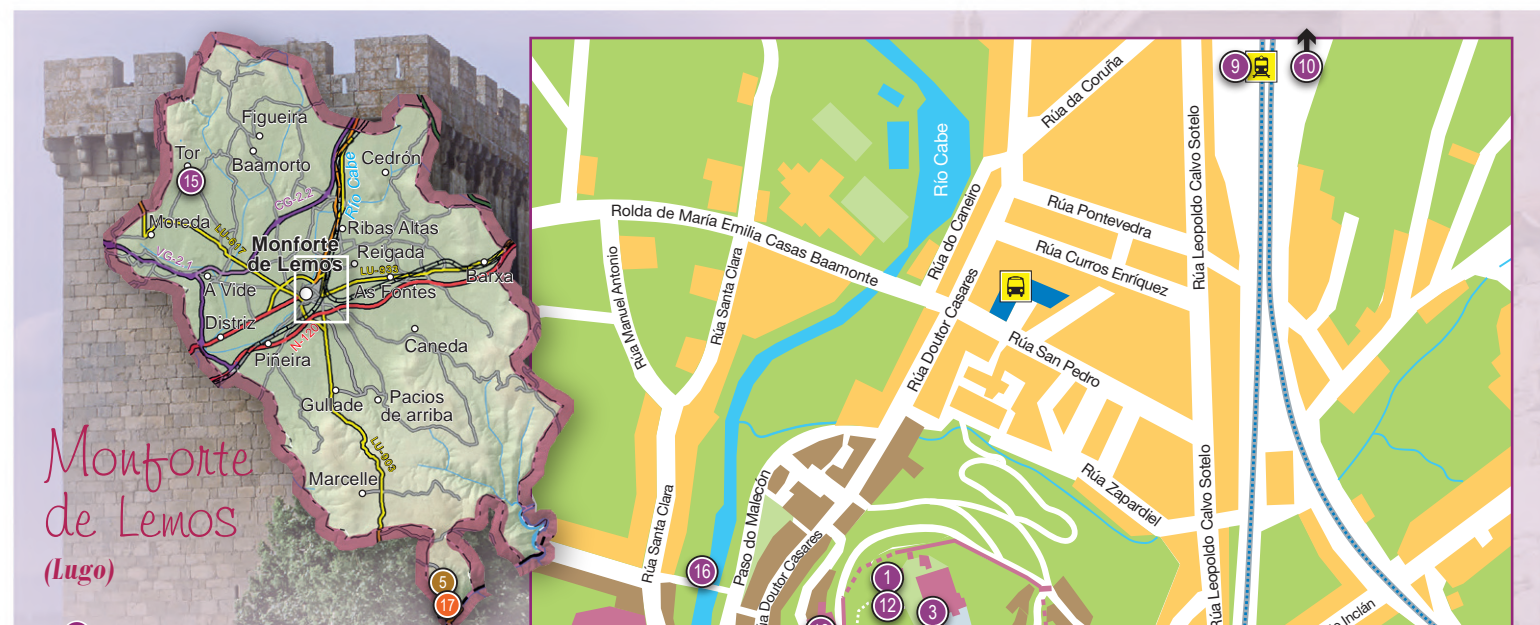 Figueira
Tor
Baamorto
Cedrón
15
Río Cabe
SG-2.2
Moreda
LU-617
Ribas Altas
VG-2.1
Monforte
de Lemos
Reigada
LU-933
Barxa
A Vide
As Fontes
Distriz
N-120
Piñeira
Caneda
Gullade
Pacios
de arriba
LU-903
Marcelle
5
17
Monforte
de Lemos
(Lugo)
9
10
Rúa da Coruña
Río Cabe
Rúa Leopoldo Calvo Sotelo
Rolda de María Emilia Casas Baamonte
Rúa do Caneiro
Rúa Pontevedra
Rúa Curros Enríquez
Rúa Manuel Antonio
Rúa Santa Clara
Rúa Doutor Casares
Rúa San Pedro
Rúa Zapardiel
Rúa Leopoldo Calvo Sotelo
Rúa Santa Clara
Paso do Malecón
Doutor Casares
16
1
12
3
Inclán